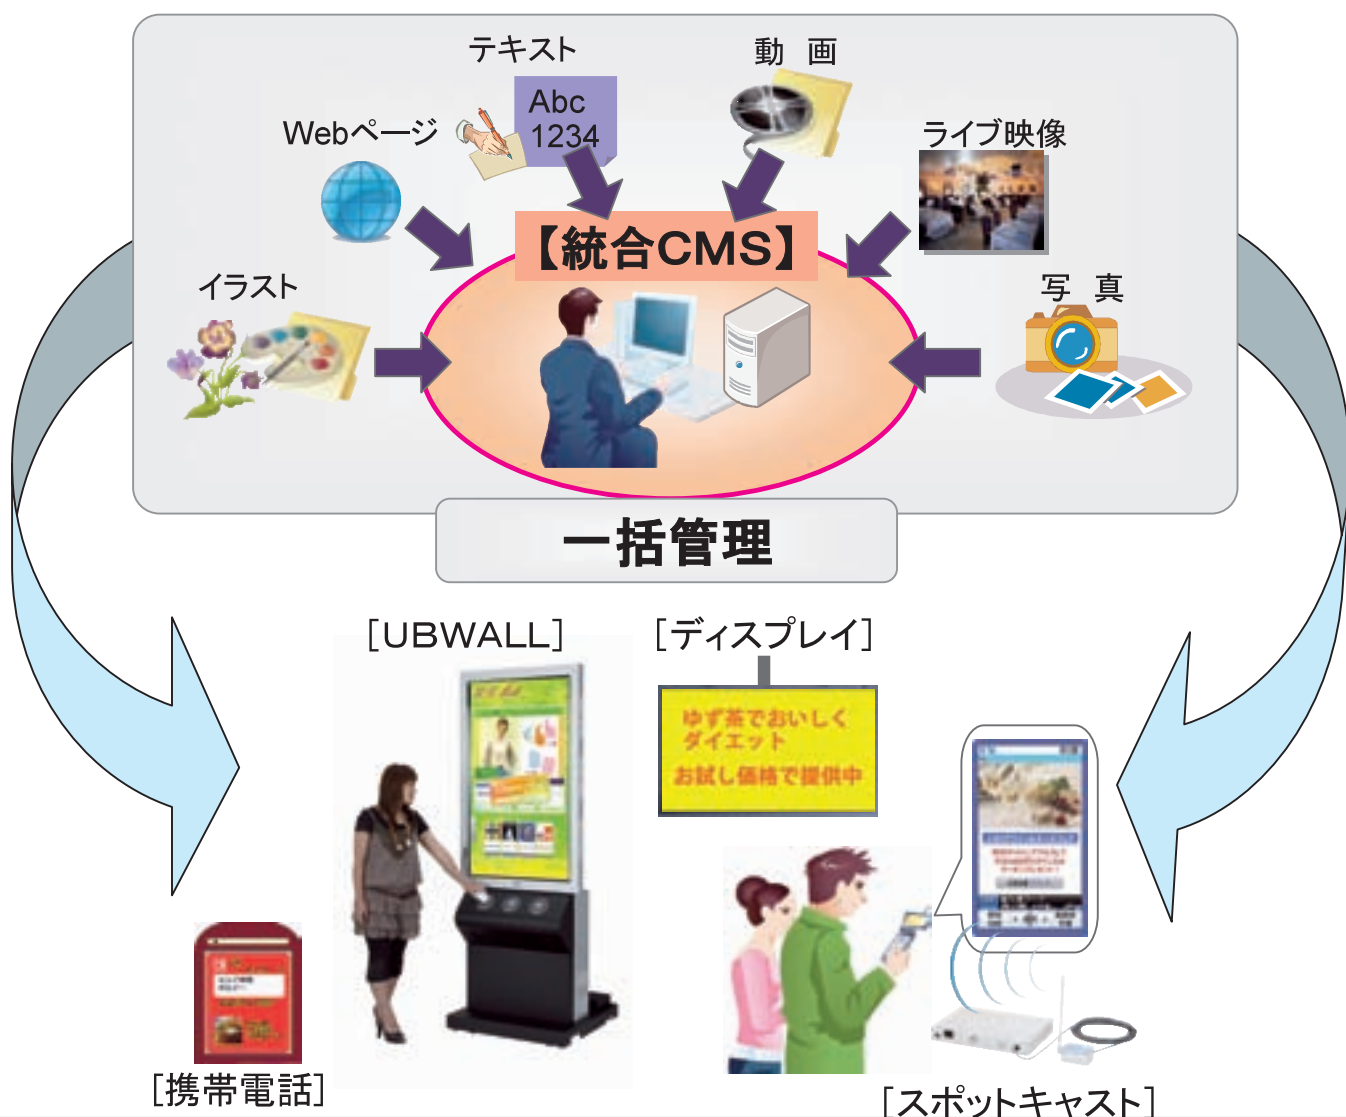 テキスト
動 画
Abc
1234
Webページ
ライブ映像
【統合CMS】
イラスト
写 真
一括管理
[UBWALL]
[ディスプレイ]
ゆず茶でおいしく
ダイエット
お試し価格で提供中
[携帯電話]
[スポットキャスト]